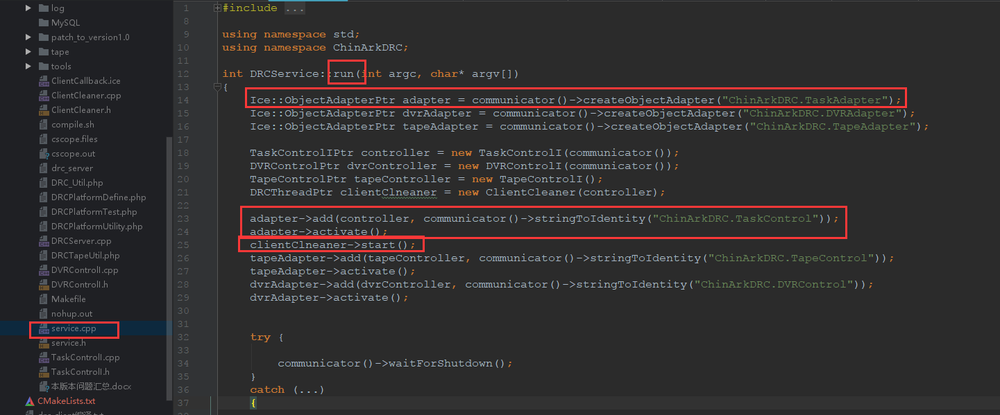 log
MySQL
patch_to_version1.0
tape
tools
ClientCallback.ice
ClientCleaner.cpp
ClientCleaner.h
compile.sh
cscope.files
cscope.out
drc_server
DRC_Util.php
DRCPlatformDefine.php
DRCPlatformTest.php
DRCPlatformUtility.php
DRCServer.cpp
DRCTapeUtil.php
DVRControlI.cpp
DVRControlI.h
Makefile
nohup.out
service.cpp
service.h
TaskControlI.cpp
TaskControlI.h
本版本问题汇总.docx
CMakeLists.txt
1 #include ...
8
9 using namespace std;
10 using namespace ChinArkDRC;
11
12 int DRCService::run(int argc, char* argv[])
13 {
14 Ice::ObjectAdapterPtr adapter = communicator()->createObjectAdapter("ChinArkDRC.TaskAdapter");
15 Ice::ObjectAdapterPtr dvrAdapter = communicator()->createObjectAdapter("ChinArkDRC.DVRAdapter");
16 Ice::ObjectAdapterPtr tapeAdapter = communicator()->createObjectAdapter("ChinArkDRC.TapeAdapter");
17
18 TaskControlIPtr controller = new TaskControlI(communicator());
19 DVRControlPtr dvrController = new DVRControlI(communicator());
20 TapeControlPtr tapeController = new TapeControlI();
21 DRCThreadPtr clientClneaner = new ClientCleaner(controller);
22
23 adapter->add(controller, communicator()->stringToIdentity("ChinArkDRC.TaskControl"));
24 adapter->activate();
25 clientClneaner->start();
26 tapeAdapter->add(tapeController, communicator()->stringToIdentity("ChinArkDRC.TapeControl"));
27 tapeAdapter->activate();
28 dvrAdapter->add(dvrController, communicator()->stringToIdentity("ChinArkDRC.DVRControl"));
29 dvrAdapter->activate();
30
31
32 try {
33
34 communicator()->waitForShutdown();
35 }
36 catch (...)
37 {